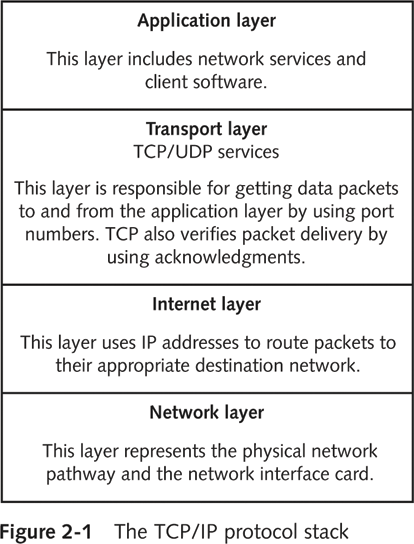 Application layer
This layer includes network services and
client software.
Transport layer
TCP/UDP services
This layer is responsible for getting data packets
to and from the application layer by using port
numbers. TCP also verifies packet delivery by
using acknowledgments.
Internet layer
This layer uses IP addresses to route packets to
their appropriate destination network.
Network layer
This layer represents the physical network
pathway and the network interface card.
Figure 2-1 The TCP/IP protocol stack